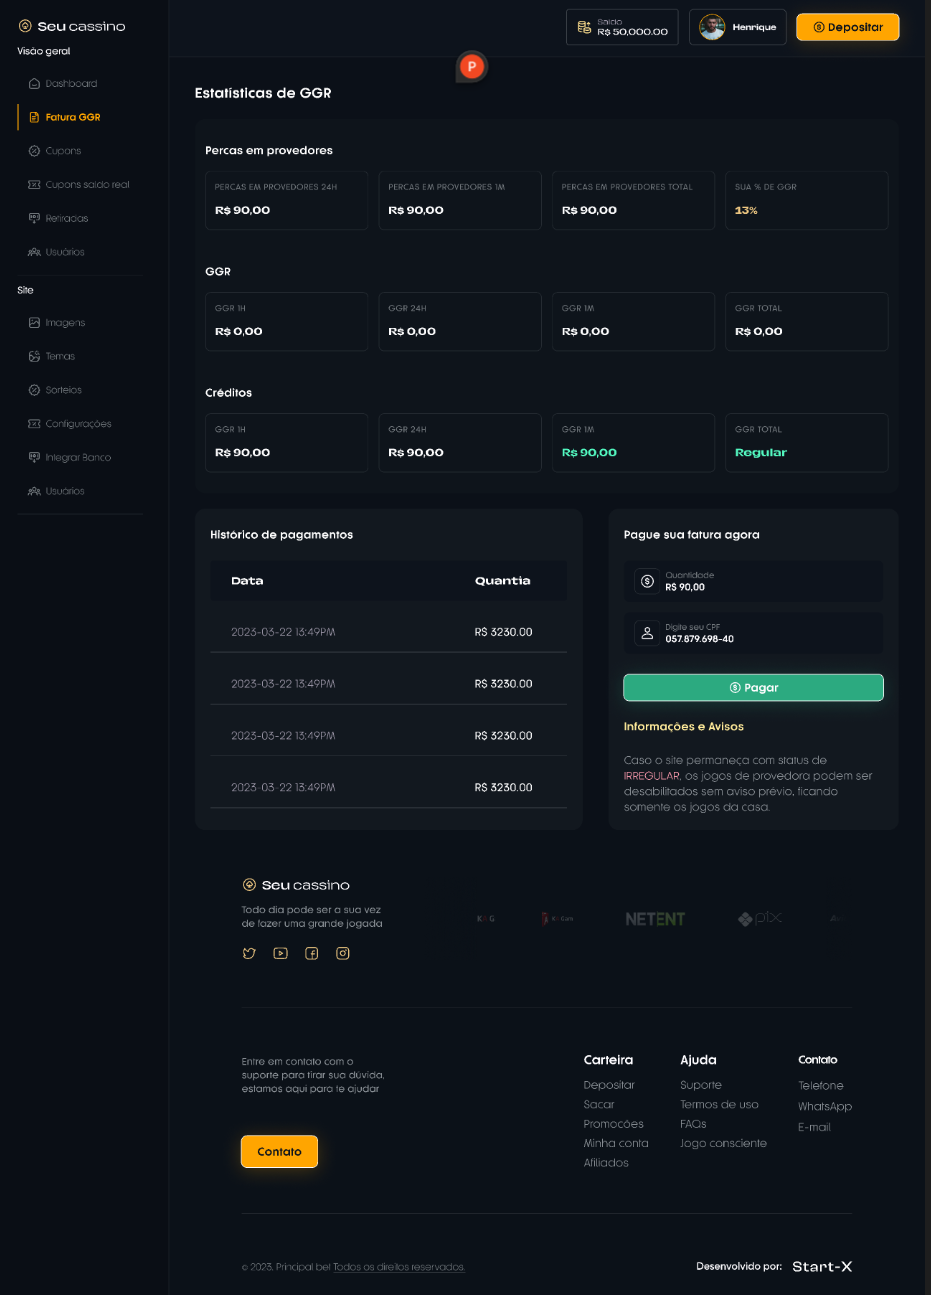 Seu cassino
Visão geral
Dashboard
Fatura GGR
Cupons
Cupons saldo real
Retiradas
Usuários
Site
Imagens
Temas
Sorteios
Configurações
Integrar Banco
Usuários
Saldo
R$ 50,000.00
Henrique
Depositar
P
Estatísticas de GGR
Percas em provedores
PERCAS EM PROVEDORES 24H
R$ 90,00
PERCAS EM PROVEDORES 1M
R$ 90,00
PERCAS EM PROVEDORES TOTAL
R$ 90,00
SUA % DE GGR
13%
GGR
GGR 1H
R$ 0,00
GGR 24H
R$ 0,00
GGR 1M
R$ 0,00
GGR TOTAL
R$ 0,00
Créditos
GGR 1H
R$ 90,00
GGR 24H
R$ 90,00
GGR 1M
R$ 90,00
GGR TOTAL
Regular
Histórico de pagamentos
Data Quantia
2023-03-22 13:49PM R$ 3230.00
2023-03-22 13:49PM R$ 3230.00
2023-03-22 13:49PM R$ 3230.00
2023-03-22 13:49PM R$ 3230.00
Pague sua fatura agora
Quantidade
R$ 90,00
Digite seu CPF
057.879.698-40
Pagar
Informações e Avisos
Caso o site permaneça com status de
IRREGULAR, os jogos de provedora podem ser
desabilitados sem aviso prévio, ficando
somente os jogos da casa.
Seu cassino
Todo dia pode ser a sua vez
de fazer uma grande jogada
NETENT
pix
Entre em contato com o
suporte para tirar sua dúvida,
estamos aqui para te ajudar
Contato
Carteira
Depositar
Sacar
Promocões
Minha conta
Afiliados
Ajuda
Suporte
Termos de uso
FAQs
Jogo consciente
Contato
Telefone
WhatsApp
E-mail
© 2023, Principal bet Todos os direitos reservados.
Desenvolvido por: Start-X